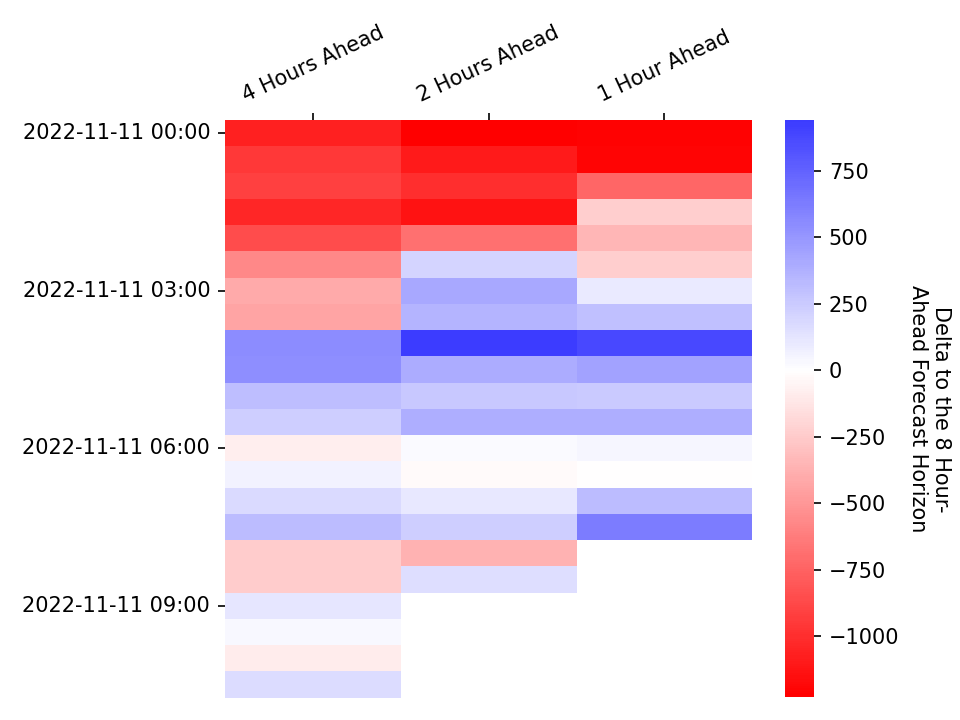 4 Hours Ahead
2 Hours Ahead
1 Hour Ahead
2022-11-11 00:00
2022-11-11 03:00
2022-11-11 06:00
2022-11-11 09:00
750
500
250
0
−250
−500
−750
−1000
Delta to the 8 Hour-
Ahead Forecast Horizon